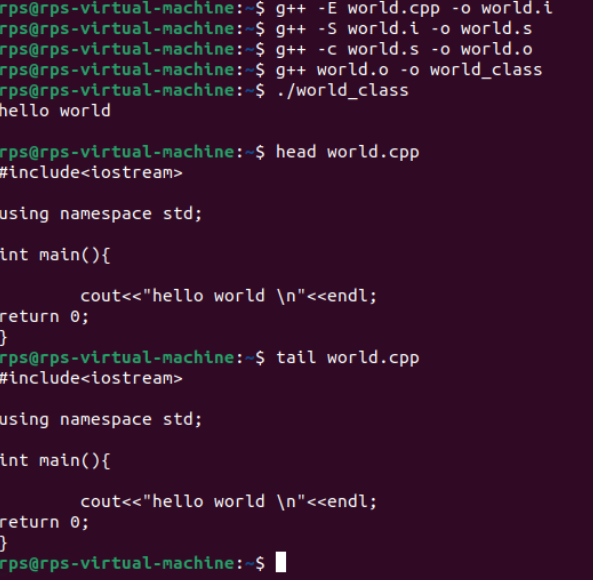 rps@rps-virtual-machine:~$ g++ -E world.cpp -o world.i
rps@rps-virtual-machine:~$ g++ -S world.i -o world.s
rps@rps-virtual-machine:~$ g++ -c world.s -o world.o
rps@rps-virtual-machine:~$ g++ world.o -o world_class
rps@rps-virtual-machine:~$ ./world_class
hello world
rps@rps-virtual-machine:~$ head world.cpp
#include<iostream>
using namespace std;
int main(){
cout<<"hello world \n"<<endl;
return 0;
}
rps@rps-virtual-machine:~$ tail world.cpp
#include<iostream>
using namespace std;
int main(){
cout<<"hello world \n"<<endl;
return 0;
}
rps@rps-virtual-machine:~$